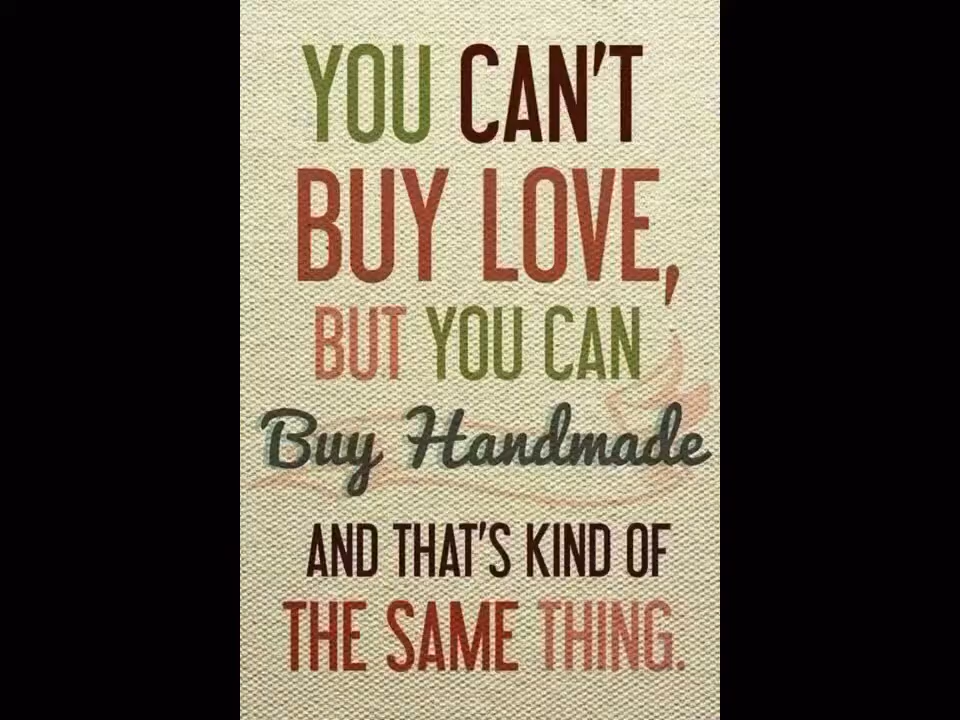 YOU CAN'T
BUY LOVE,
BUT YOU CAN
Buy Handmade
AND THAT'S KIND OF
THE SAME THING.